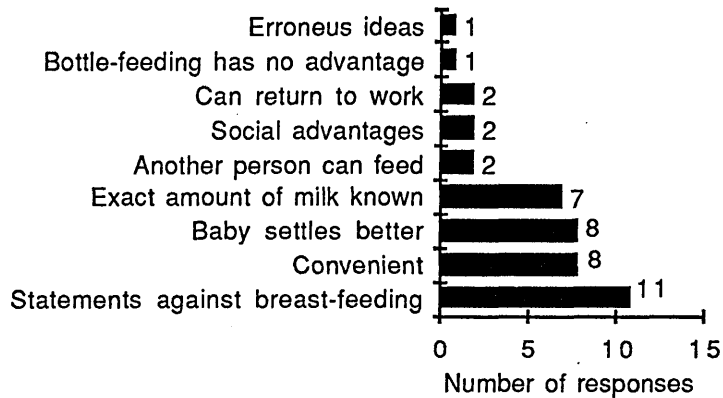 Erroneus ideas 1
Bottle-feeding has no advantage 1
Can return to work 2
Social advantages 2
Another person can feed 2
Exact amount of milk known 7
Baby settles better 8
Convenient 8
Statements against breast-feeding 11
0 5 10 15
Number of responses